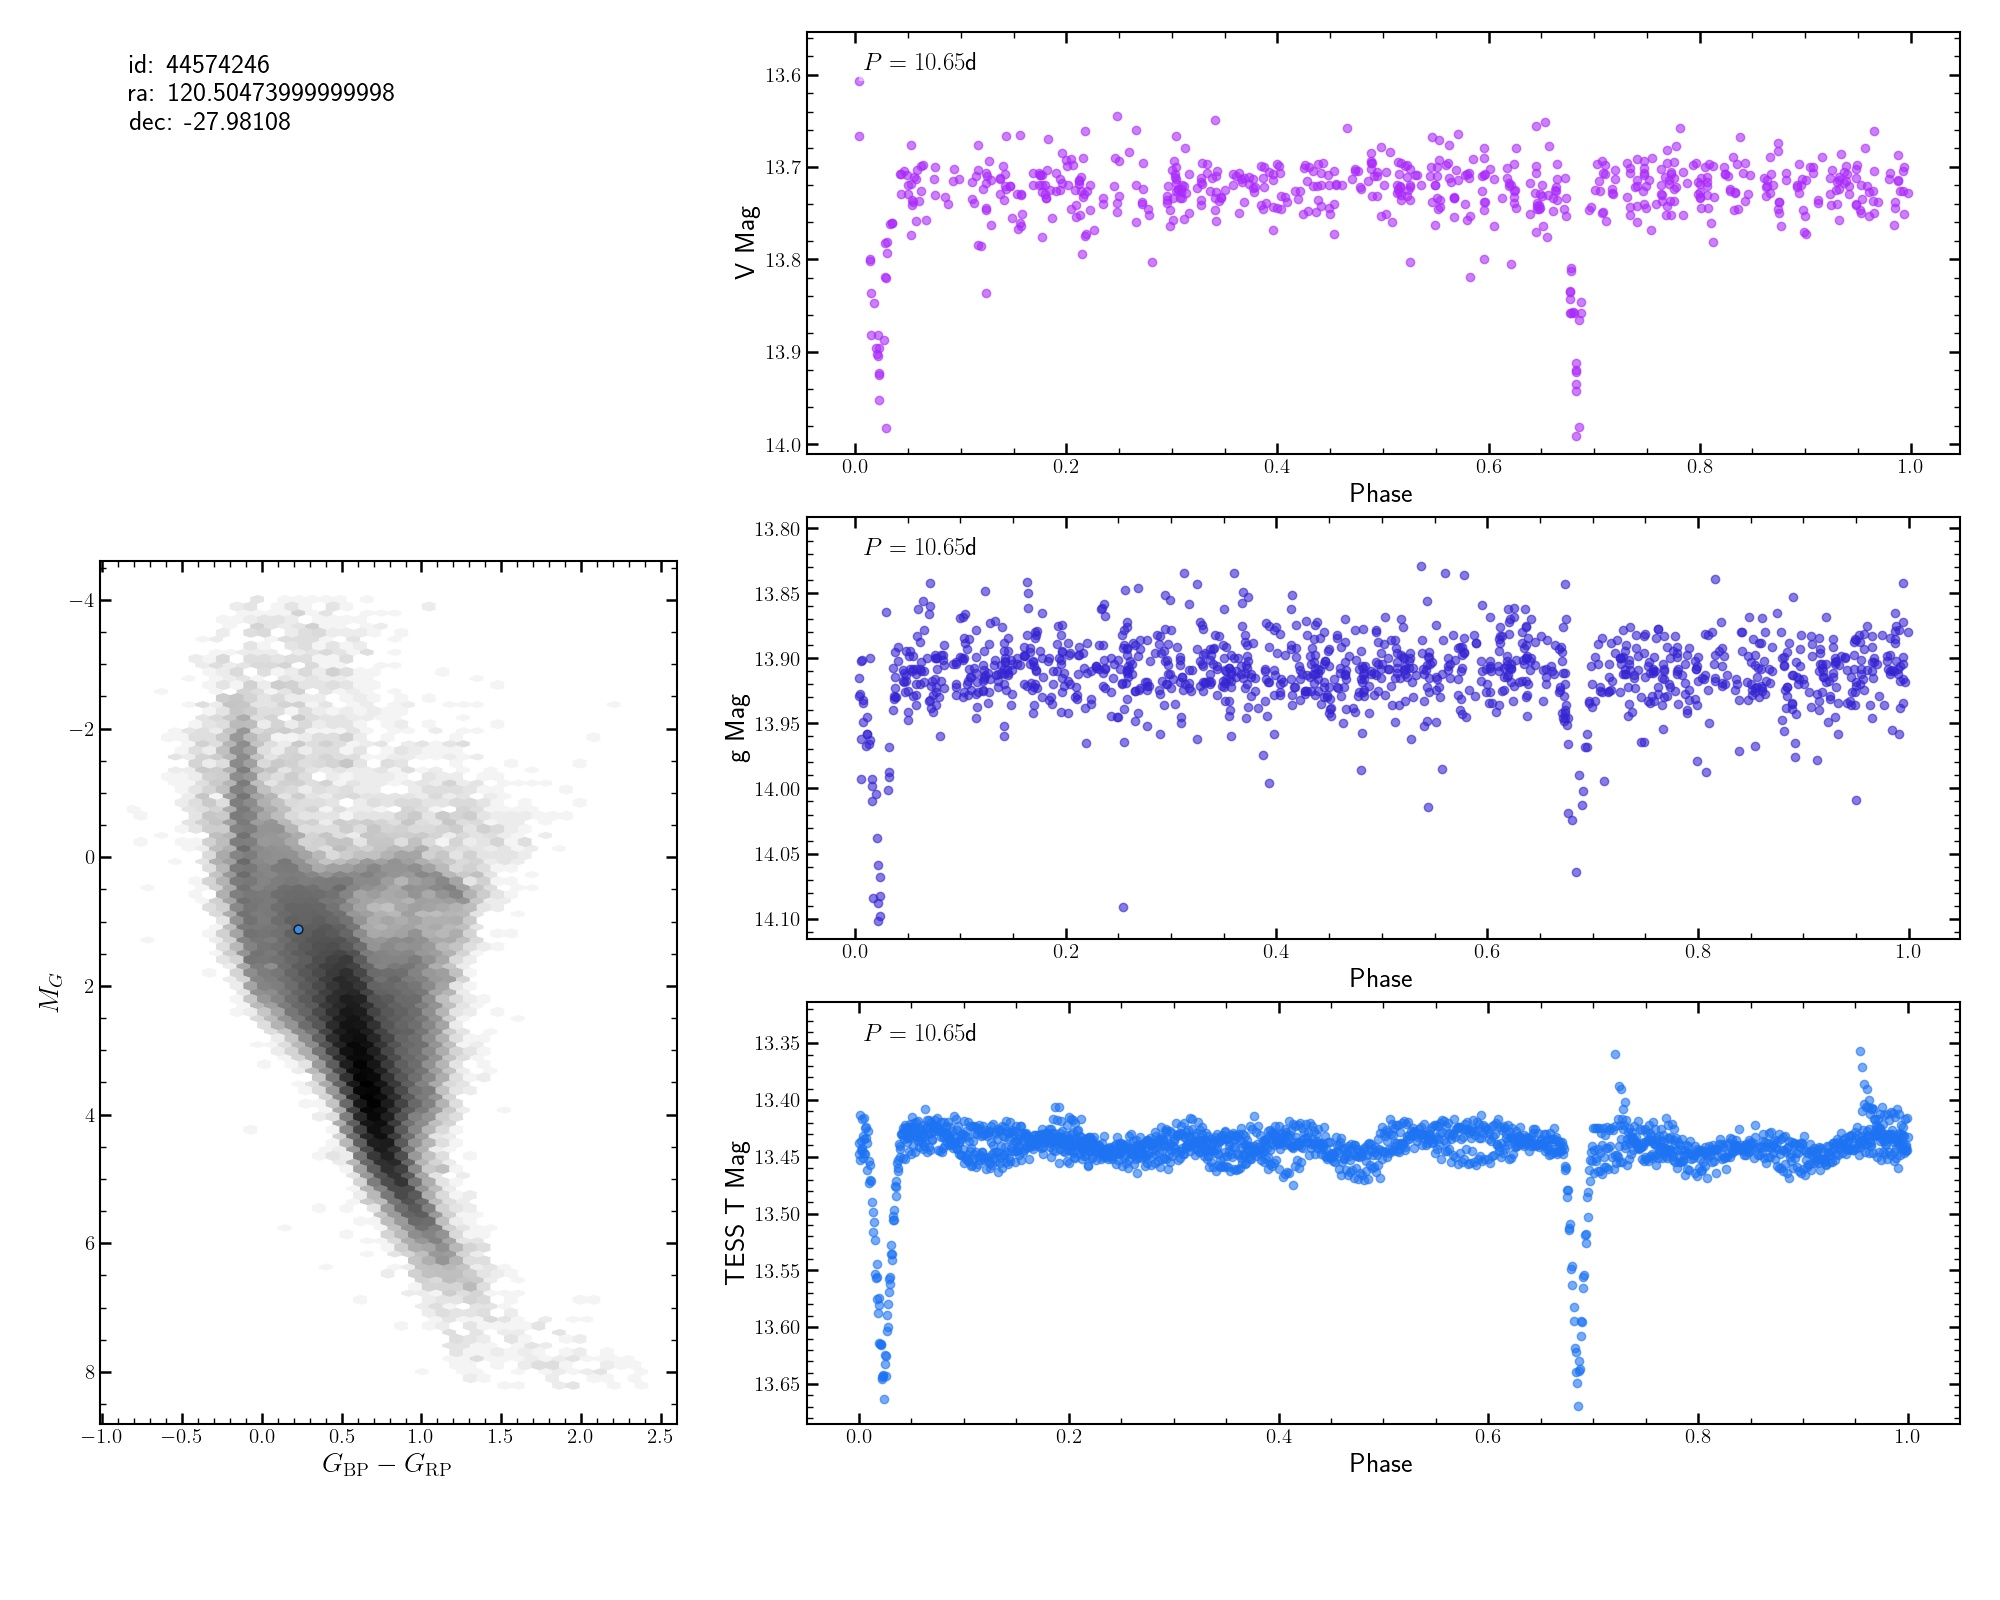 id: 44574246
ra: 120.50473999999998
dec: -27.98108
P = 10.65d
13.6
13.7
13.8
13.9
14.0
V Mag
0.0 0.2 0.4 0.6 0.8 1.0
Phase
P = 10.65d
13.80
13.85
13.90
13.95
14.00
14.05
14.10
g Mag
0.0 0.2 0.4 0.6 0.8 1.0
Phase
−4
−2
0
2
4
6
8
M_G
−1.0 −0.5 0.0 0.5 1.0 1.5 2.0 2.5
G_BP − G_RP
P = 10.65d
13.35
13.40
13.45
13.50
13.55
13.60
13.65
TESS T Mag
0.0 0.2 0.4 0.6 0.8 1.0
Phase